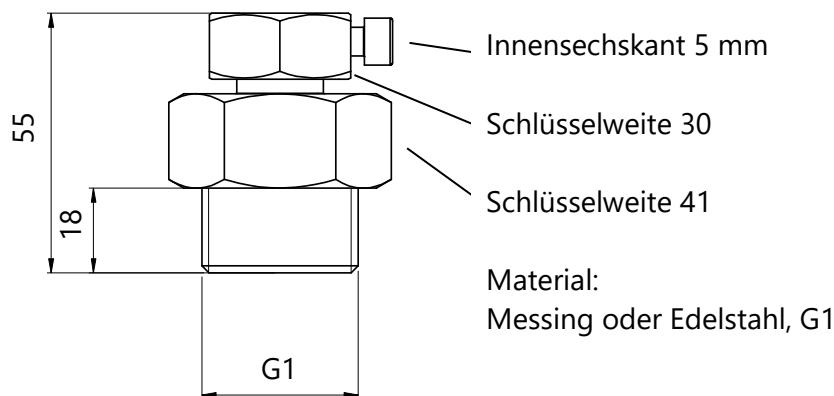 55
18
G1
Innensechskant 5 mm
Schlüsselweite 30
Schlüsselweite 41
Material:
Messing oder Edelstahl, G1